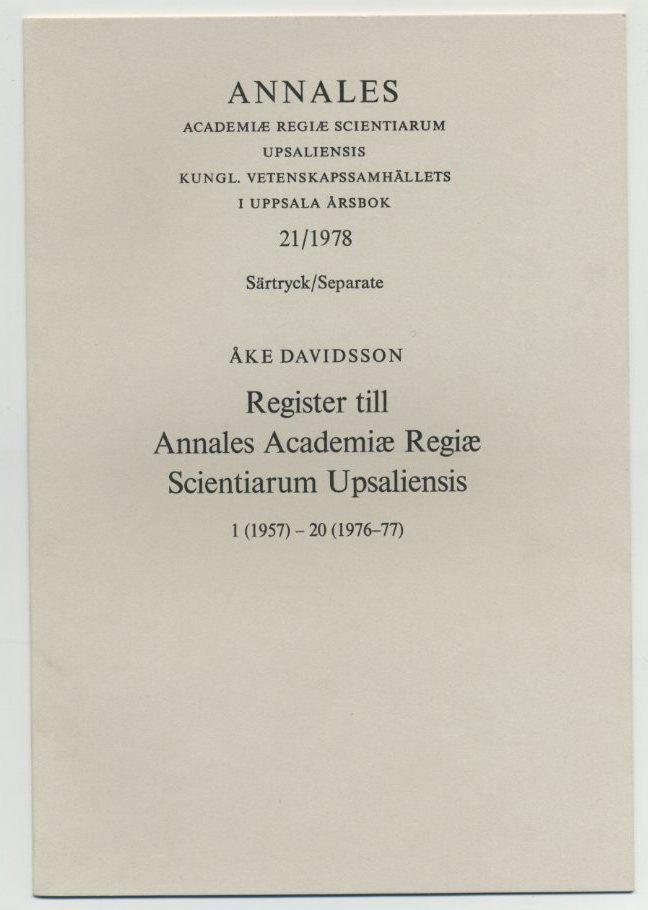 ANNALES
ACADEMIÆ REGIÆ SCIENTIARUM
UPSALIENSIS
KUNGL. VETENSKAPSSAMHÄLLETS
I UPPSALA ÅRSBOK
21/1978
Särtryck/Separate
ÅKE DAVIDSSON
Register till
Annales Academiæ Regiæ
Scientiarum Upsaliensis
1 (1957) – 20 (1976–77)